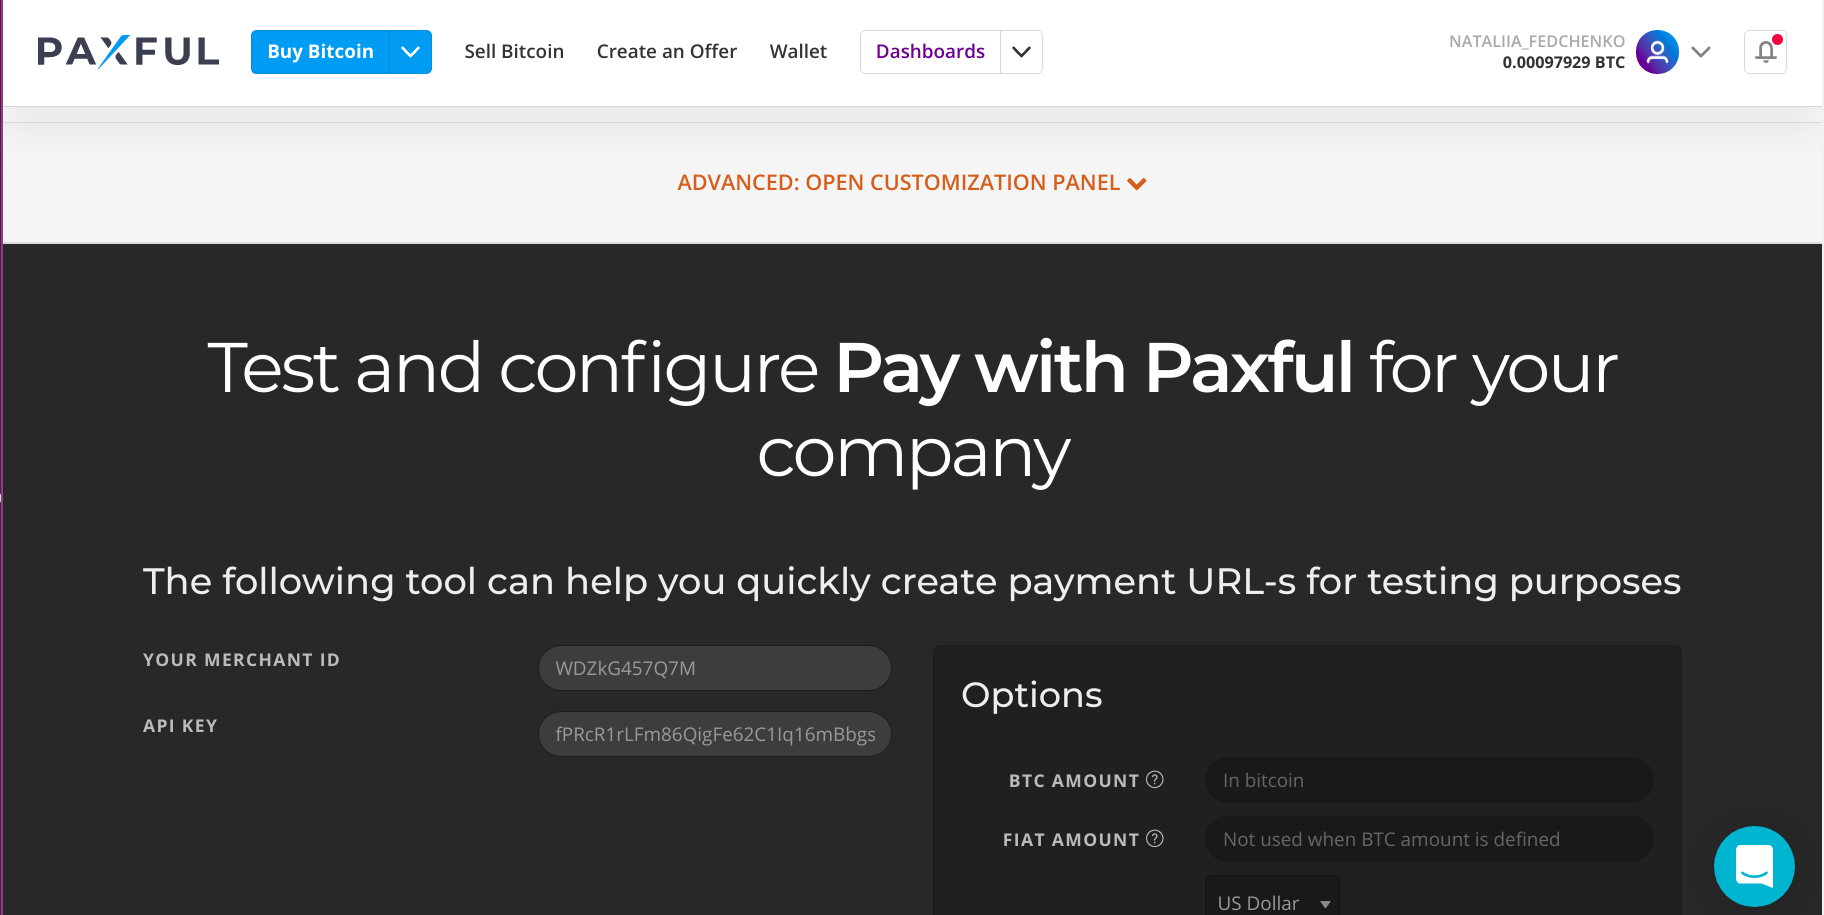 PAXFUL Buy Bitcoin Sell Bitcoin Create an Offer Wallet Dashboards NATALIIA_FEDCHENKO
0.00097929 BTC
ADVANCED: OPEN CUSTOMIZATION PANEL
Test and configure Pay with Paxful for your
company
The following tool can help you quickly create payment URL-s for testing purposes
YOUR MERCHANT ID WDZkG457Q7M
API KEY fPRcR1rLFm86QigFe62C1Iq16mBbgs
Options
BTC AMOUNT ? In bitcoin
FIAT AMOUNT ? Not used when BTC amount is defined
US Dollar